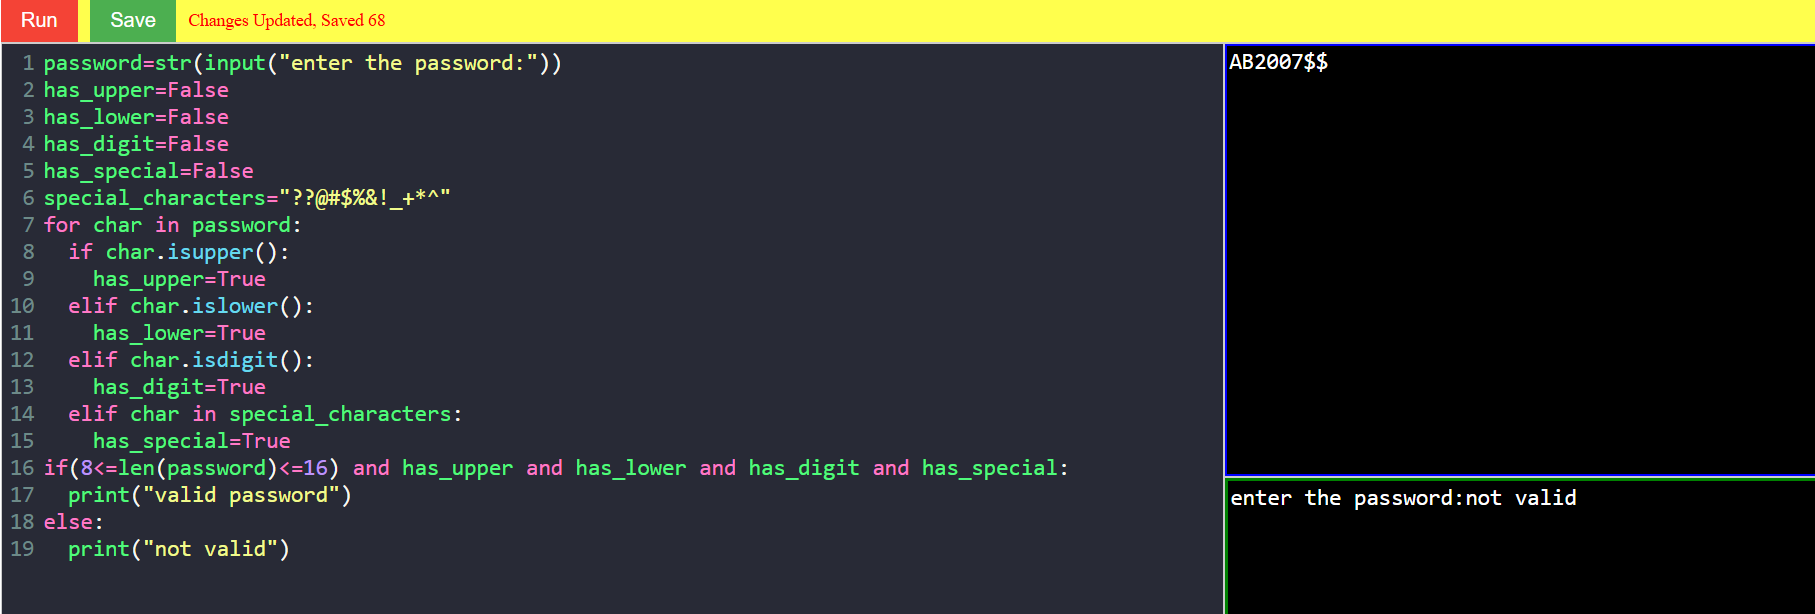 Run Save Changes Updated, Saved 68
1 password=str(input("enter the password:"))
2 has_upper=False
3 has_lower=False
4 has_digit=False
5 has_special=False
6 special_characters="??@#$%&!_+*^"
7 for char in password:
8   if char.isupper():
9     has_upper=True
10   elif char.islower():
11     has_lower=True
12   elif char.isdigit():
13     has_digit=True
14   elif char in special_characters:
15     has_special=True
16 if(8<=len(password)<=16) and has_upper and has_lower and has_digit and has_special:
17   print("valid password")
18 else:
19   print("not valid")
AB2007$$
enter the password:not valid